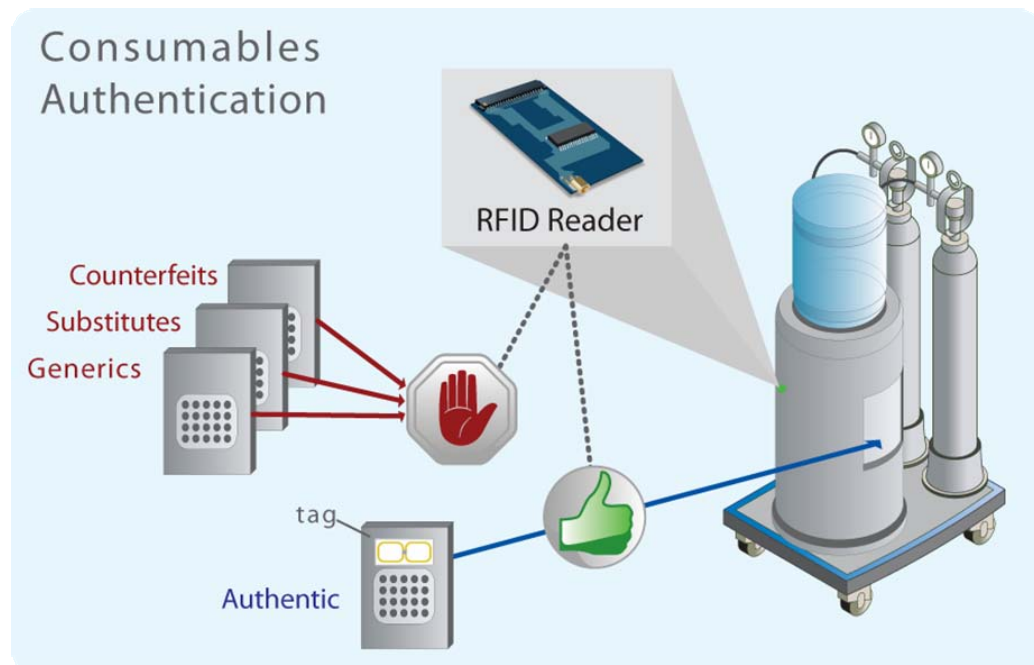 Consumables
Authentication
RFID Reader
Counterfeits
Substitutes
Generics
tag
Authentic